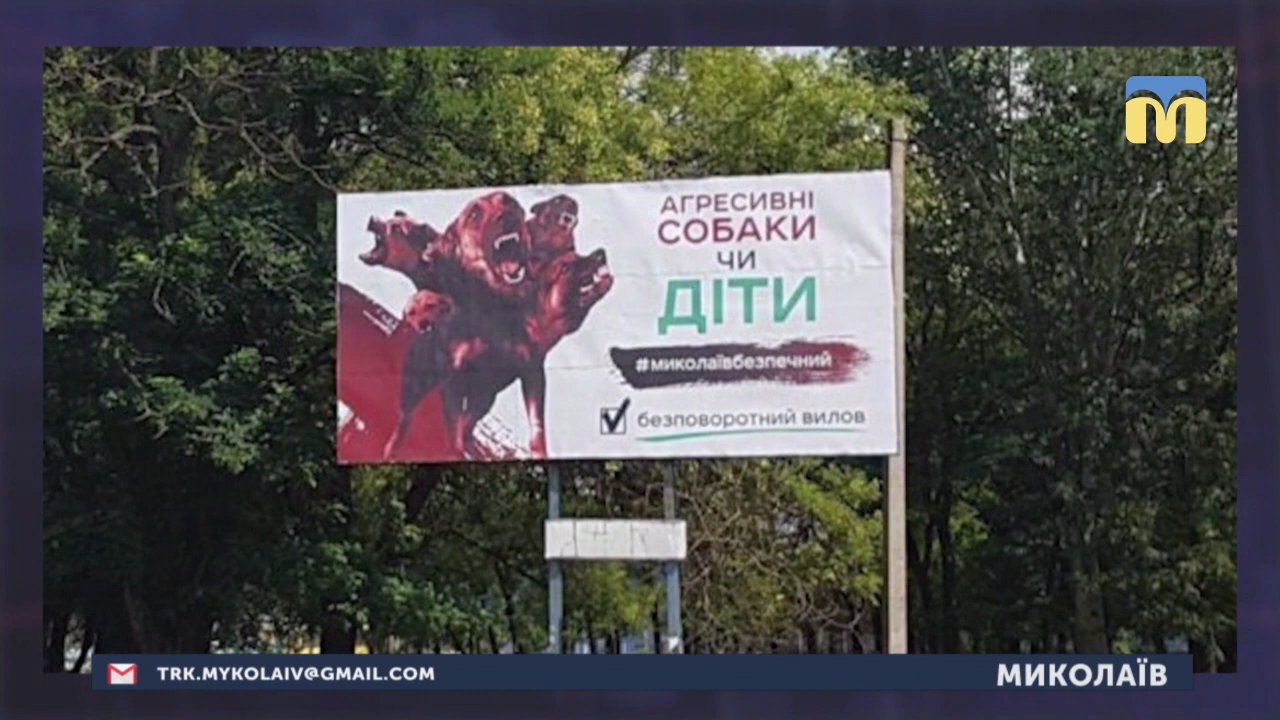 АГРЕСИВНІ
СОБАКИ
ЧИ
ДІТИ
#миколаївбезпечний
безповоротний вилов
TRK.MYKOLAIV@GMAIL.COM
МИКОЛАЇВ